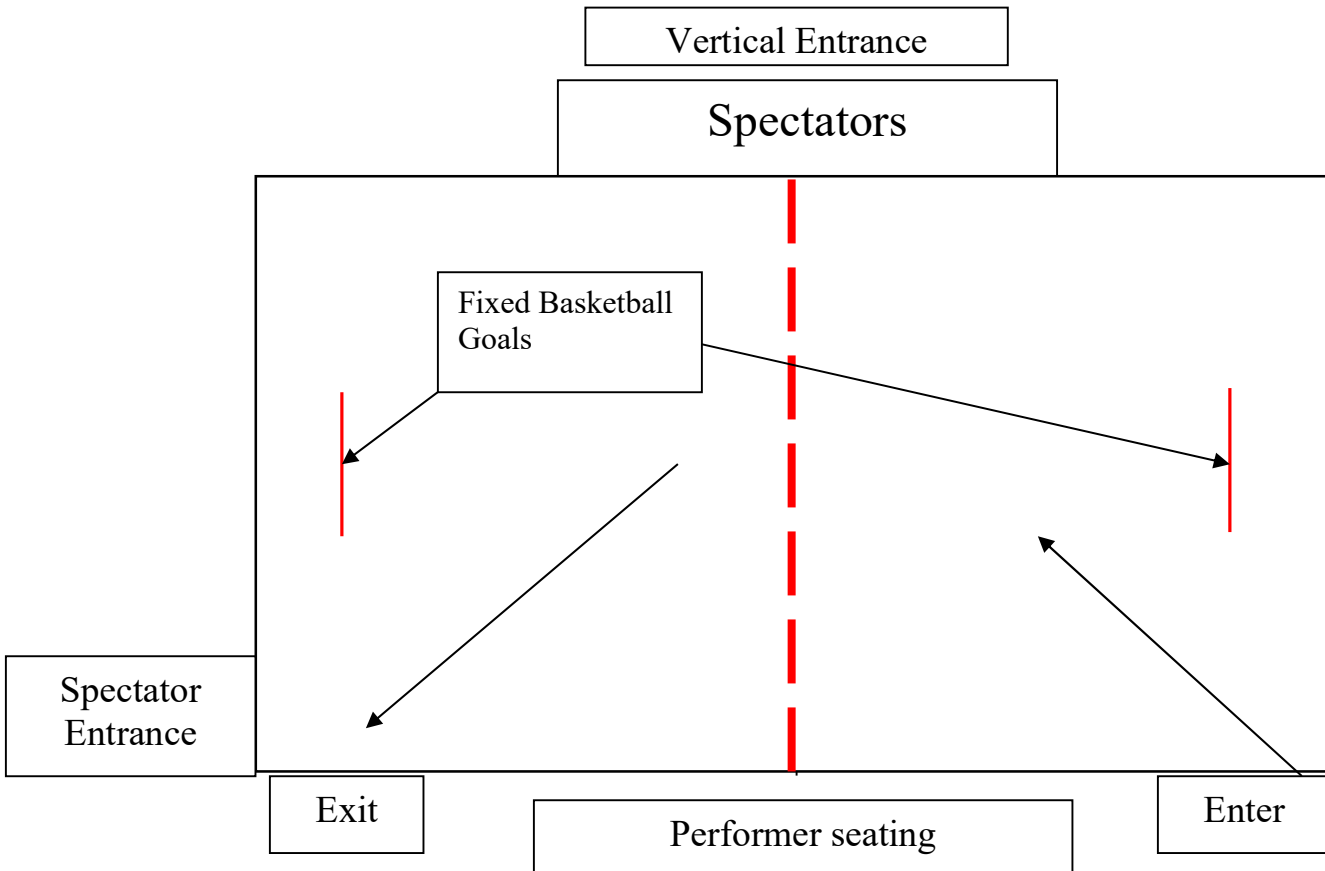 Vertical Entrance
Spectators
Fixed Basketball
Goals
Spectator
Entrance
Exit
Performer seating
Enter